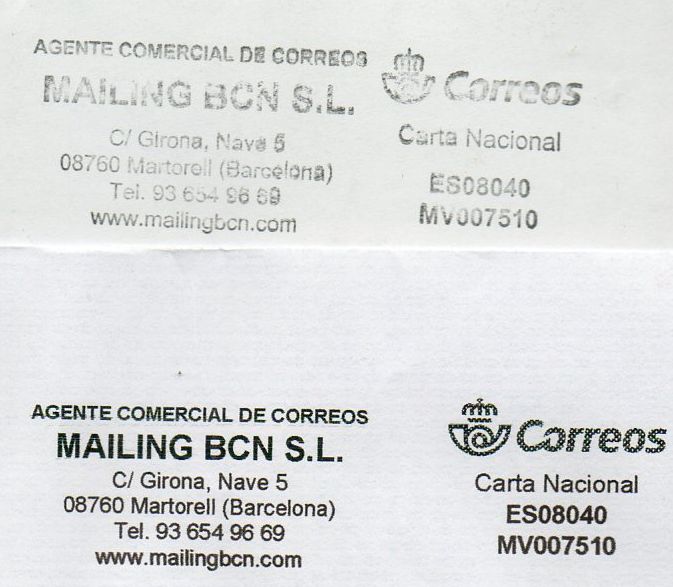 AGENTE COMERCIAL DE CORREOS
MAILING BCN S.L.
C/ Girona, Nave 5
08760 Martorell (Barcelona)
Tel. 93 654 96 69
www.mailingbcn.com
Correos
Carta Nacional
ES08040
MV007510
AGENTE COMERCIAL DE CORREOS
MAILING BCN S.L.
C/ Girona, Nave 5
08760 Martorell (Barcelona)
Tel. 93 654 96 69
www.mailingbcn.com
Correos
Carta Nacional
ES08040
MV007510